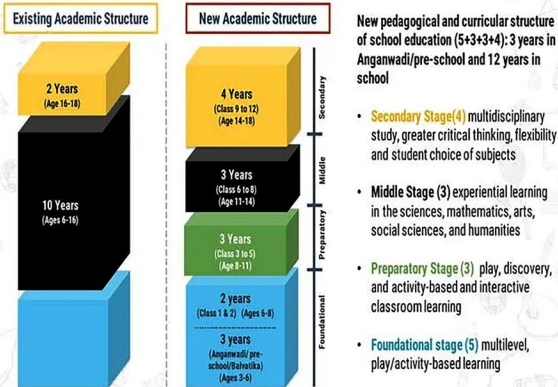 Existing Academic Structure
2 Years
(Age 16-18)
10 Years
(Ages 6-16)
New Academic Structure
4 Years
(Class 9 to 12)
(Age 14-18)
Secondary
3 Years
(Class 6 to 8)
(Age 11-14)
Middle
3 Years
(Class 3 to 5)
(Age 8-11)
Preparatory
2 years
(Class 1 & 2) (Ages 6-8)
3 years
(Anganwadi/ pre-
school/Balvatika)
(Ages 3-6)
Foundational
New pedagogical and curricular structure
of school education (5+3+3+4): 3 years in
Anganwadi/pre-school and 12 years in
school
• Secondary Stage(4) multidisciplinary
study, greater critical thinking, flexibility
and student choice of subjects
• Middle Stage (3) experiential learning
in the sciences, mathematics, arts,
social sciences, and humanities
• Preparatory Stage (3) play, discovery,
and activity-based and interactive
classroom learning
• Foundational stage (5) multilevel,
play/activity-based learning